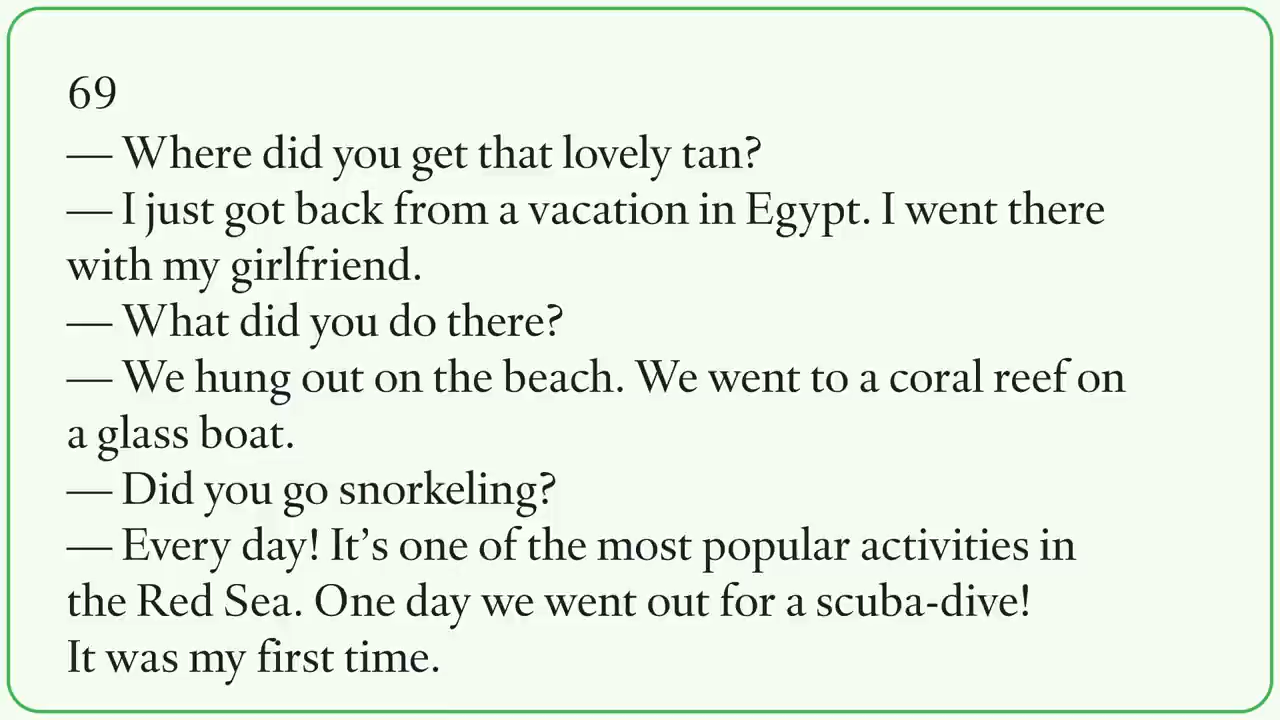 69
— Where did you get that lovely tan?
— I just got back from a vacation in Egypt. I went there
with my girlfriend.
— What did you do there?
— We hung out on the beach. We went to a coral reef on
a glass boat.
— Did you go snorkeling?
— Every day! It’s one of the most popular activities in
the Red Sea. One day we went out for a scuba-dive!
It was my first time.